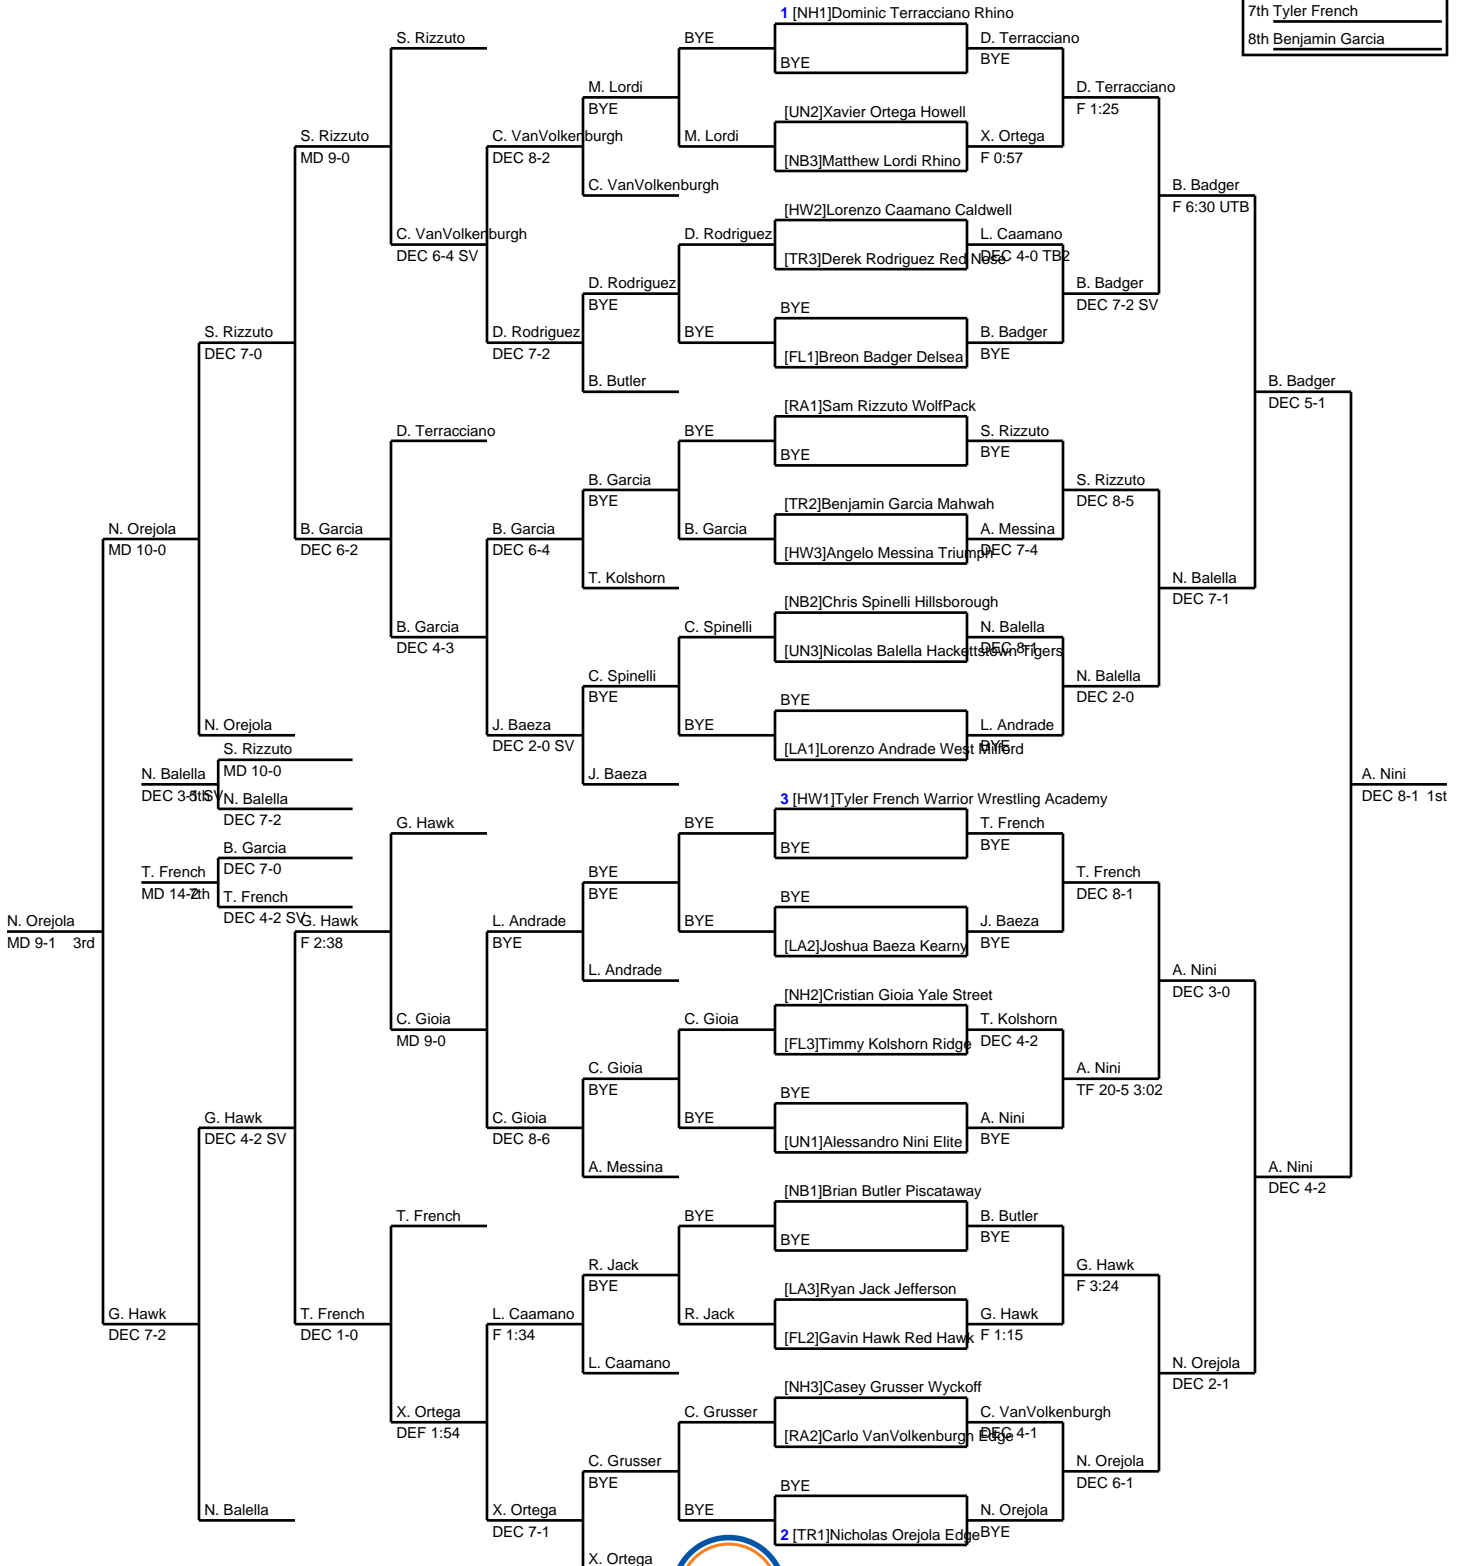 1 [NH1]Dominic Terracciano Rhino
7th Tyler French
8th Benjamin Garcia
S. Rizzuto
BYE
D. Terracciano
BYE
BYE
M. Lordi
BYE
D. Terracciano
F 1:25
[UN2]Xavier Ortega Howell
S. Rizzuto
MD 9-0
C. VanVolkenburgh
DEC 8-2
M. Lordi
X. Ortega
F 0:57
[NB3]Matthew Lordi Rhino
C. VanVolkenburgh
B. Badger
F 6:30 UTB
[HW2]Lorenzo Caamano Caldwell
C. VanVolkenburgh
DEC 6-4 SV
D. Rodriguez
L. Caamano
DEC 4-0 TB2
[TR3]Derek Rodriguez Red Nose
D. Rodriguez
BYE
B. Badger
DEC 7-2 SV
BYE
S. Rizzuto
DEC 7-0
D. Rodriguez
DEC 7-2
BYE
B. Badger
BYE
[FL1]Breon Badger Delsea
B. Butler
B. Badger
DEC 5-1
[RA1]Sam Rizzuto WolfPack
D. Terracciano
BYE
S. Rizzuto
BYE
BYE
B. Garcia
BYE
S. Rizzuto
DEC 8-5
[TR2]Benjamin Garcia Mahwah
N. Orejola
MD 10-0
B. Garcia
DEC 6-2
B. Garcia
DEC 6-4
B. Garcia
A. Messina
DEC 7-4
[HW3]Angelo Messina Triumph
T. Kolshorn
N. Balella
DEC 7-1
[NB2]Chris Spinelli Hillsborough
B. Garcia
DEC 4-3
C. Spinelli
N. Balella
DEC 8-1
[UN3]Nicolas Balella Hackettstown Tigers
C. Spinelli
BYE
N. Balella
DEC 2-0
BYE
N. Orejola
J. Baeza
DEC 2-0 SV
BYE
L. Andrade
BYE
[LA1]Lorenzo Andrade West Milford
S. Rizzuto
MD 10-0
N. Balella
DEC 3-1 SV
5th
J. Baeza
A. Nini
DEC 8-1 1st
N. Balella
DEC 7-2
3 [HW1]Tyler French Warrior Wrestling Academy
G. Hawk
BYE
T. French
BYE
BYE
B. Garcia
DEC 7-0
T. French
MD 14-2
7th
BYE
BYE
T. French
DEC 8-1
T. French
DEC 4-2 SV
BYE
N. Orejola
MD 9-1 3rd
G. Hawk
F 2:38
L. Andrade
BYE
BYE
J. Baeza
BYE
[LA2]Joshua Baeza Kearny
L. Andrade
A. Nini
DEC 3-0
[NH2]Cristian Gioia Yale Street
C. Gioia
MD 9-0
C. Gioia
T. Kolshorn
DEC 4-2
[FL3]Timmy Kolshorn Ridge
C. Gioia
BYE
A. Nini
TF 20-5 3:02
BYE
G. Hawk
DEC 4-2 SV
C. Gioia
DEC 8-6
BYE
A. Nini
BYE
[UN1]Alessandro Nini Elite
A. Messina
A. Nini
DEC 4-2
[NB1]Brian Butler Piscataway
T. French
BYE
B. Butler
BYE
BYE
R. Jack
BYE
G. Hawk
F 3:24
[LA3]Ryan Jack Jefferson
G. Hawk
DEC 7-2
T. French
DEC 1-0
L. Caamano
F 1:34
R. Jack
G. Hawk
F 1:15
[FL2]Gavin Hawk Red Hawk
L. Caamano
N. Orejola
DEC 2-1
[NH3]Casey Grusser Wyckoff
X. Ortega
DEF 1:54
C. Grusser
C. VanVolkenburgh
DEC 4-1
[RA2]Carlo VanVolkenburgh Edge
C. Grusser
BYE
N. Orejola
DEC 6-1
BYE
N. Balella
X. Ortega
DEC 7-1
BYE
N. Orejola
BYE
2 [TR1]Nicholas Orejola Edge
X. Ortega